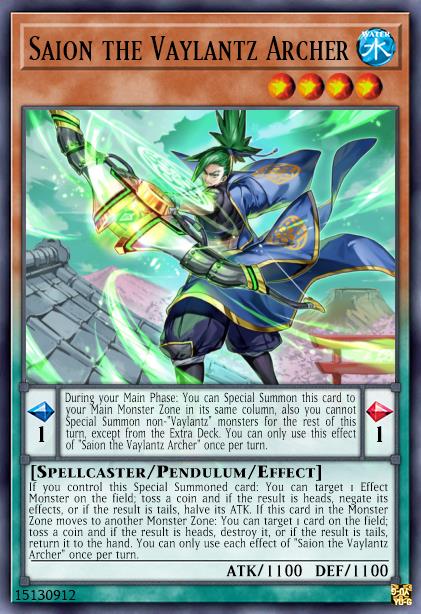 SAION THE VAYLANTZ ARCHER
WATER
水
During your Main Phase: You can Special Summon this card to
your Main Monster Zone in its same column, also you cannot
Special Summon non-"Vaylantz" monsters for the rest of this
turn, except from the Extra Deck. You can only use this effect
of "Saion the Vaylantz Archer" once per turn.
1
1
[SPELLCASTER/PENDULUM/EFFECT]
If you control this Special Summoned card: You can target 1 Effect
Monster on the field; toss a coin and if the result is heads, negate its
effects, or if the result is tails, halve its ATK. If this card in the Monster
Zone moves to another Monster Zone: You can target 1 card on the field;
toss a coin and if the result is heads, destroy it, or if the result is tails,
return it to the hand. You can only use each effect of "Saion the Vaylantz
Archer" once per turn.
ATK/1100 DEF/1100
15130912